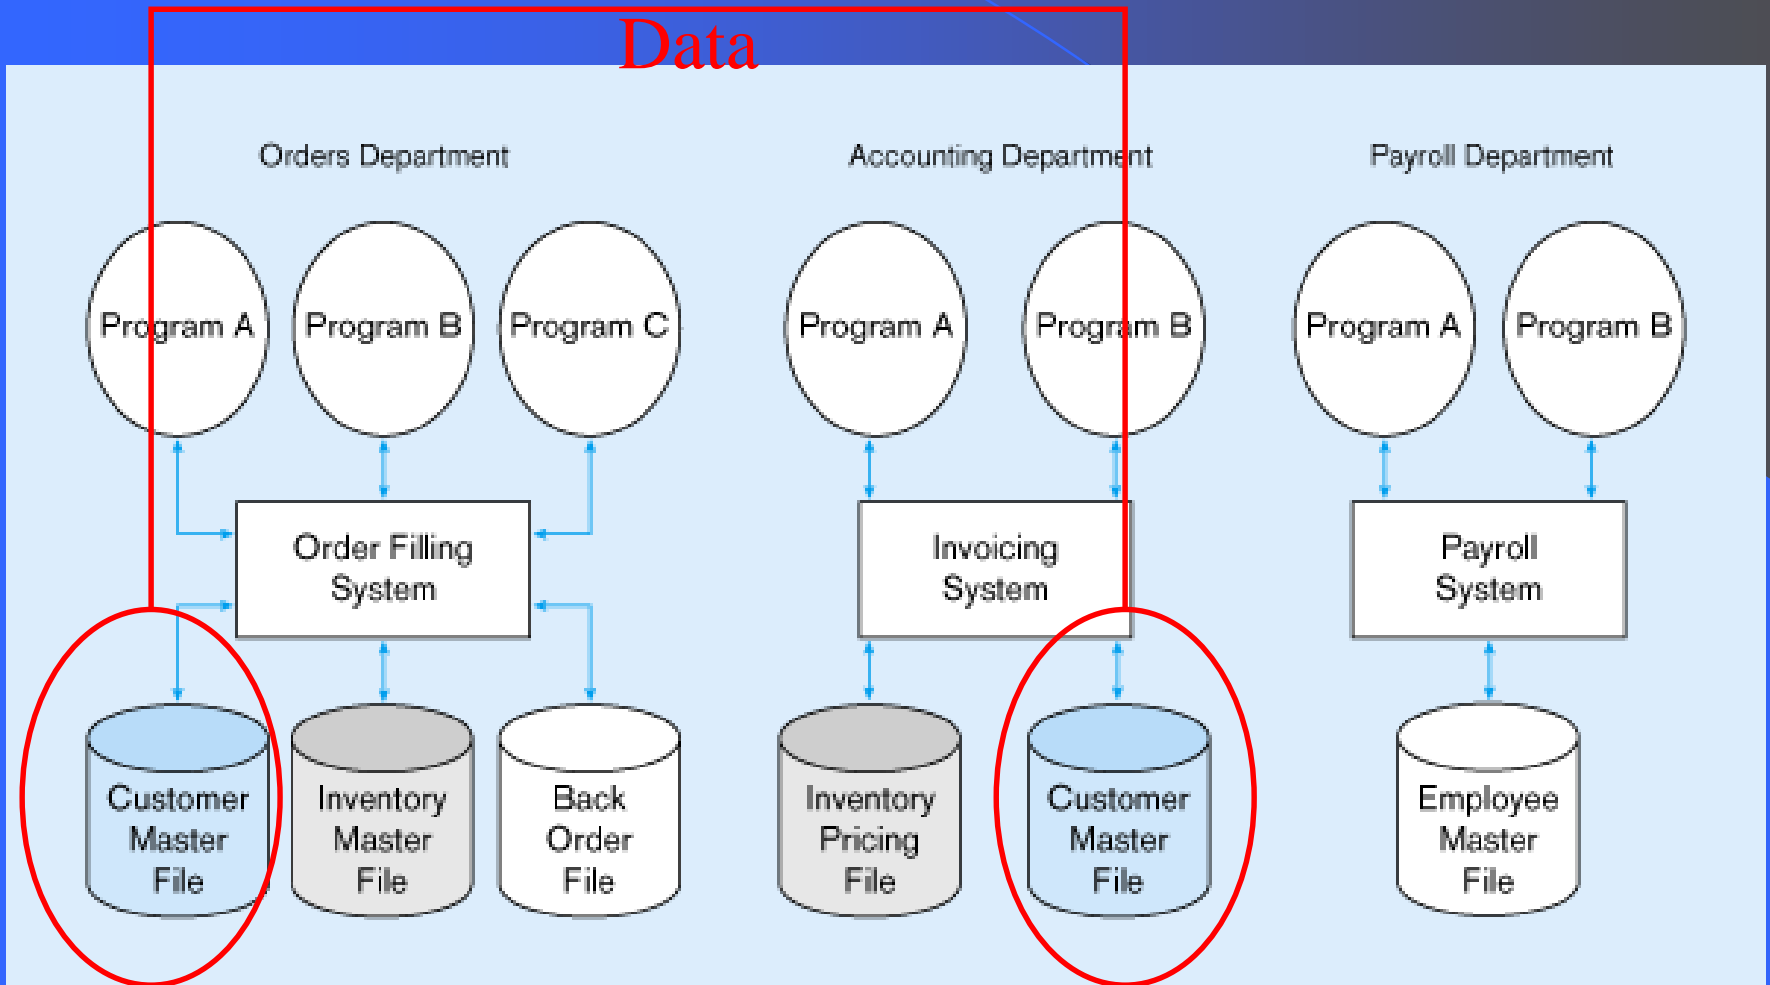 Data
Orders Department
Accounting Department
Payroll Department
Program A
Program B
Program C
Program A
Program B
Program A
Program B
Order Filling
System
Invoicing
System
Payroll
System
Customer
Master
File
Inventory
Master
File
Back
Order
File
Inventory
Pricing
File
Customer
Master
File
Employee
Master
File